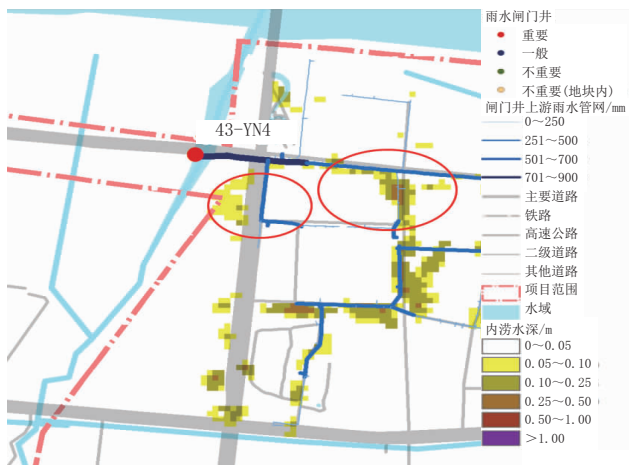 43-YN4
雨水闸门井
重要
一般
不重要
不重要(地块内)
闸门井上游雨水管网/mm
0～250
251～500
501～700
701～900
主要道路
铁路
高速公路
二级道路
其他道路
项目范围
水域
内涝水深/m
0～0.05
0.05～0.10
0.10～0.25
0.25～0.50
0.50～1.00
＞1.00